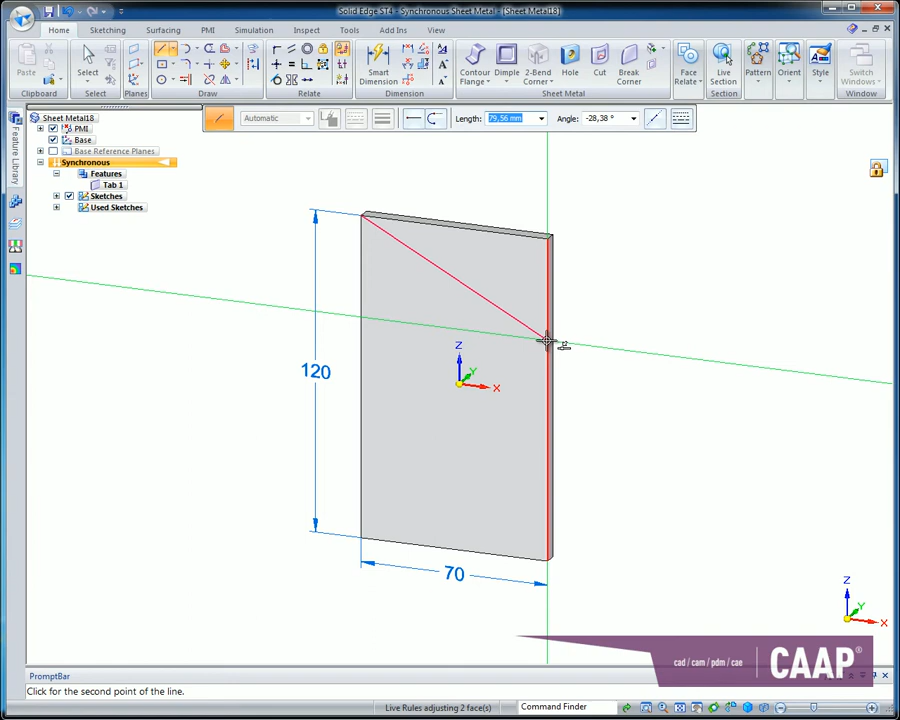 Solid Edge ST4 - Synchronous Sheet Metal - [Sheet Metal18]
Home Sketching Surfacing PMI Simulation Inspect Tools Add Ins View
Paste Select Smart Dimension Contour Flange Dimple 2-Bend Corner Hole Cut Break Corner Face Relate Live Section Pattern Orient Style Switch Windows
Clipboard Select Planes Draw Relate Dimension Sheet Metal Section Window
Automatic Length: 79,56 mm Angle: -28,38 °
Feature Library
Sheet Metal18
PMI
Base
Base Reference Planes
Synchronous
Features
Tab 1
Sketches
Used Sketches
120
Z
Y
X
70
Z
Y
X
cad / cam / pdm / cae CAAP®
PromptBar
Click for the second point of the line.
Live Rules adjusting 2 face(s) Command Finder